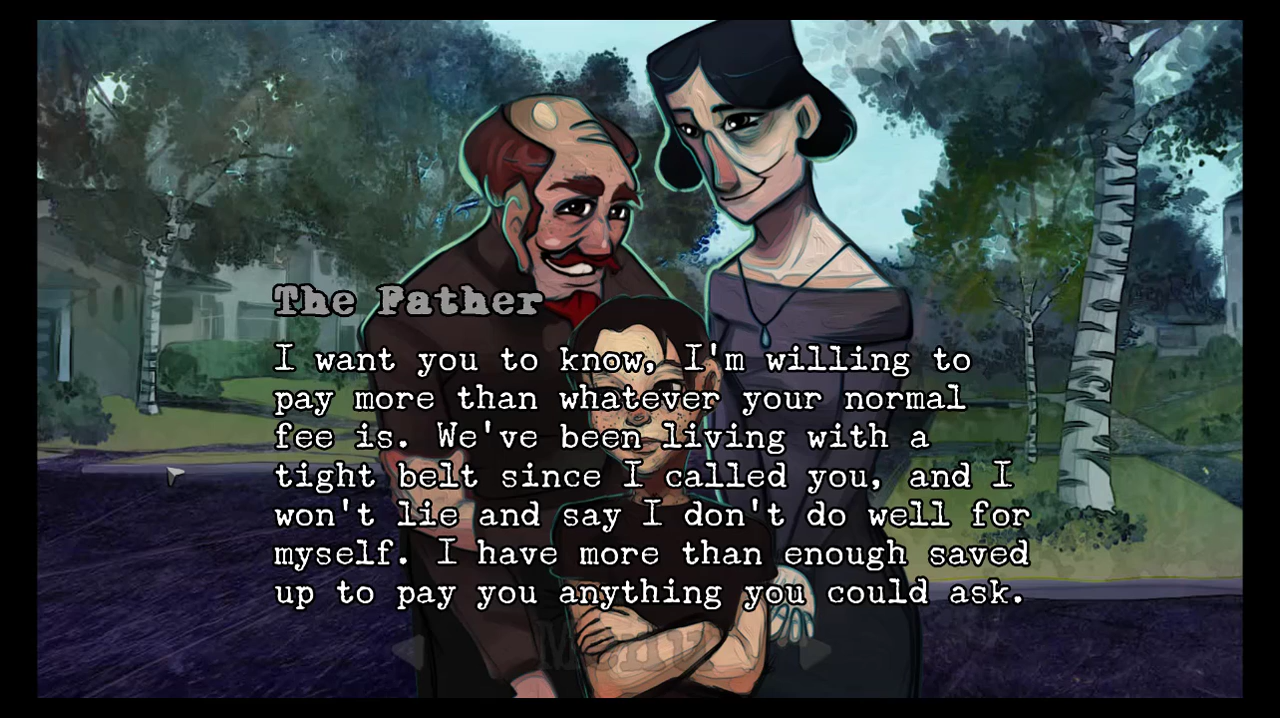 The Father
I want you to know, I'm willing to
pay more than whatever your normal
fee is. We've been living with a
tight belt since I called you, and I
won't lie and say I don't do well for
myself. I have more than enough saved
up to pay you anything you could ask.
Menu